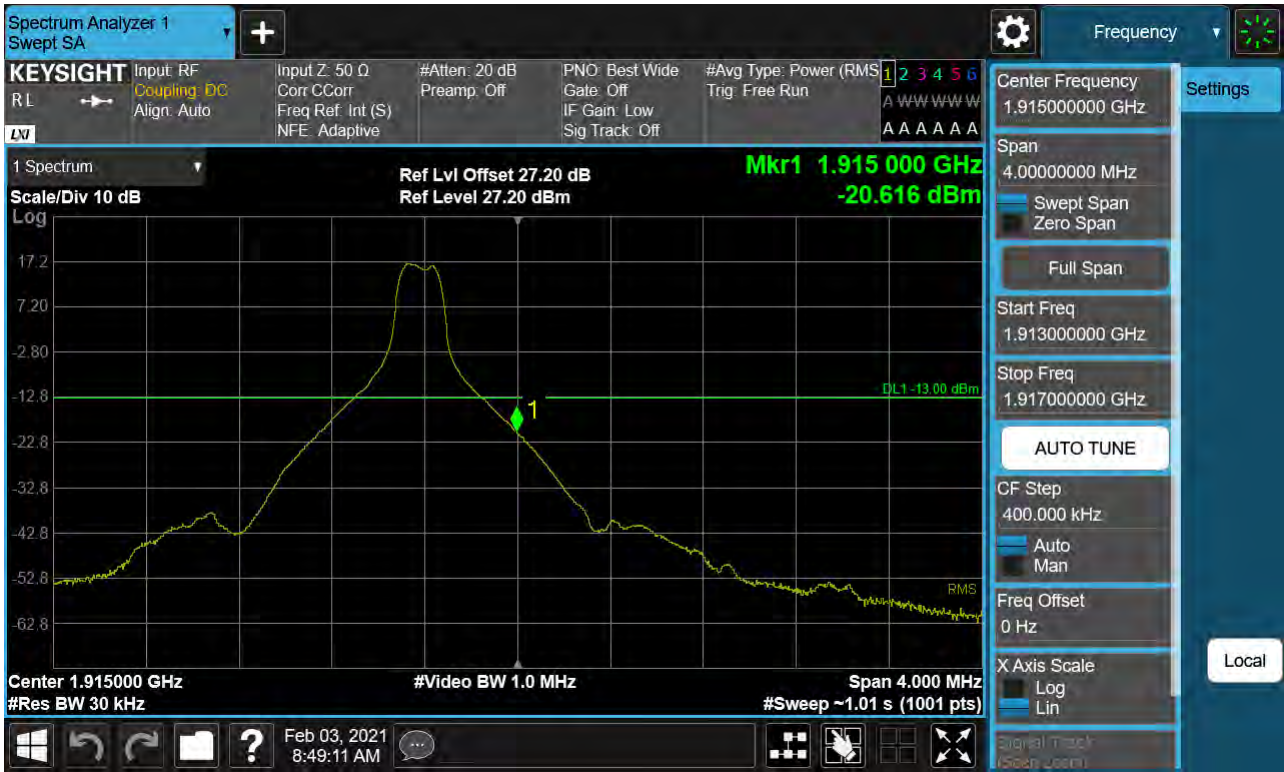 Spectrum Analyzer 1
Swept SA
+
Frequency
KEYSIGHT
RL
LXI
Input: RF
Coupling: DC
Align: Auto
Input Z: 50 Ω
Corr CCorr
Freq Ref: Int (S)
NFE: Adaptive
#Atten: 20 dB
Preamp: Off
PNO: Best Wide
Gate: Off
IF Gain: Low
Sig Track: Off
#Avg Type: Power (RMS
Trig: Free Run
1 2 3 4 5 6
A W W W W W
A A A A A A
1 Spectrum
Scale/Div 10 dB
Log
Ref Lvl Offset 27.20 dB
Ref Level 27.20 dBm
Mkr1 1.915 000 GHz
-20.616 dBm
17.2
7.20
-2.80
-12.8
-22.8
-32.8
-42.8
-52.8
-62.8
DL1 -13.00 dBm
1
RMS
Center 1.915000 GHz
#Res BW 30 kHz
#Video BW 1.0 MHz
Span 4.000 MHz
#Sweep ~1.01 s (1001 pts)
Center Frequency
1.915000000 GHz
Span
4.00000000 MHz
Swept Span
Zero Span
Full Span
Start Freq
1.913000000 GHz
Stop Freq
1.917000000 GHz
AUTO TUNE
CF Step
400.000 kHz
Auto
Man
Freq Offset
0 Hz
X Axis Scale
Log
Lin
Signal Track
(Span Zoom)
Settings
Local
?
Feb 03, 2021
8:49:11 AM